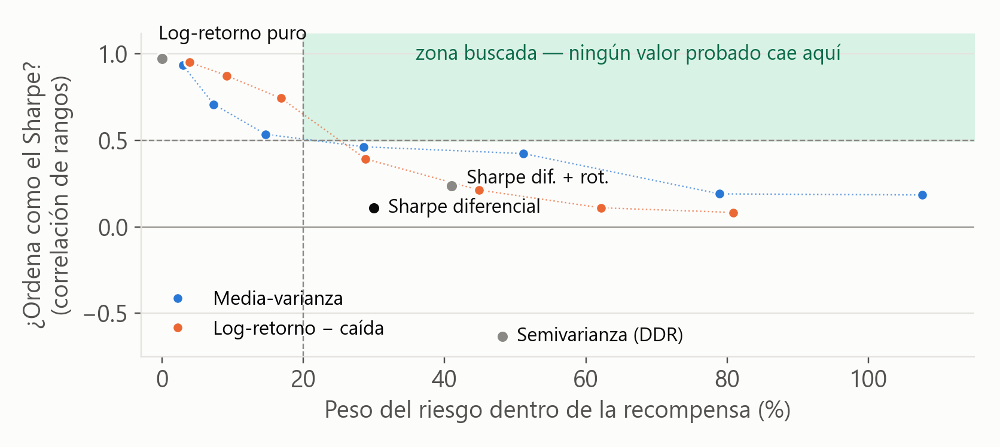 Log-retorno puro
zona buscada — ningún valor probado cae aquí
1.0
0.5
0.0
−0.5
¿Ordena como el Sharpe?
(correlación de rangos)
Sharpe dif. + rot.
Sharpe diferencial
Media-varianza
Log-retorno − caída
Semivarianza (DDR)
0 20 40 60 80 100
Peso del riesgo dentro de la recompensa (%)